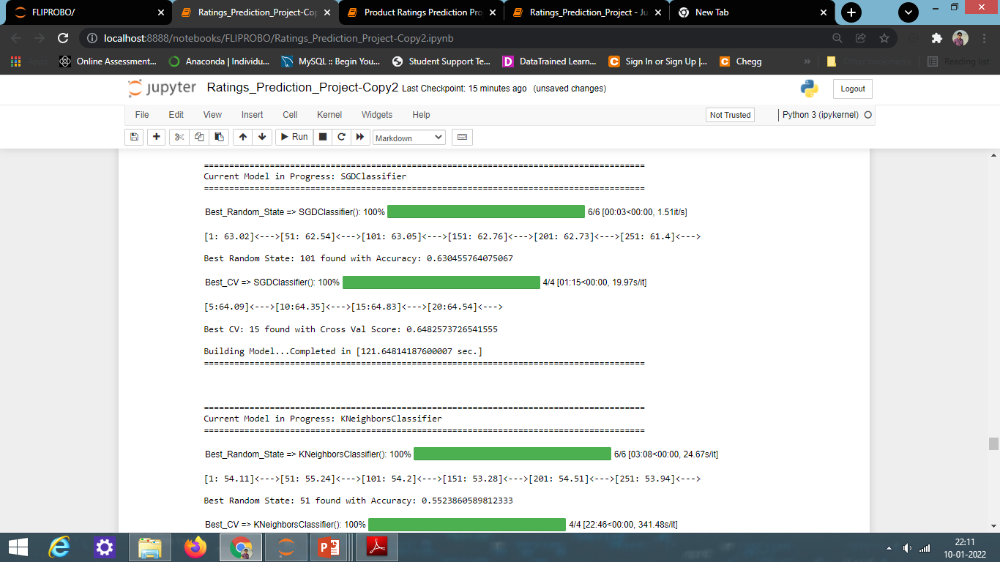 FLIPROBO/
Ratings_Prediction_Project-Cop
Product Ratings Prediction Pro
Ratings_Prediction_Project - Ju
New Tab
localhost:8888/notebooks/FLIPROBO/Ratings_Prediction_Project-Copy2.ipynb
Apps
Online Assessment...
Anaconda | Individu...
MySQL :: Begin You...
Student Support Te...
DataTrained Learn...
Sign In or Sign Up |...
Chegg
»
Other bookmarks
Reading list
jupyter
Ratings_Prediction_Project-Copy2 Last Checkpoint: 15 minutes ago (unsaved changes)
Logout
File Edit View Insert Cell Kernel Widgets Help
Not Trusted
Python 3 (ipykernel)
Run
Markdown
=======================================================================================
Current Model in Progress: SGDClassifier
=======================================================================================
Best_Random_State => SGDClassifier(): 100% 6/6 [00:03<00:00, 1.51it/s]
[1: 63.02]<--->[51: 62.54]<--->[101: 63.05]<--->[151: 62.76]<--->[201: 62.73]<--->[251: 61.4]<--->
Best Random State: 101 found with Accuracy: 0.630455764075067
Best_CV => SGDClassifier(): 100% 4/4 [01:15<00:00, 19.97s/it]
[5:64.09]<--->[10:64.35]<--->[15:64.83]<--->[20:64.54]<--->
Best CV: 15 found with Cross Val Score: 0.6482573726541555
Building Model...Completed in [121.64814187600007 sec.]
=======================================================================================
=======================================================================================
Current Model in Progress: KNeighborsClassifier
=======================================================================================
Best_Random_State => KNeighborsClassifier(): 100% 6/6 [03:08<00:00, 24.67s/it]
[1: 54.11]<--->[51: 55.24]<--->[101: 54.2]<--->[151: 53.28]<--->[201: 54.51]<--->[251: 53.94]<--->
Best Random State: 51 found with Accuracy: 0.5523860589812333
Best_CV => KNeighborsClassifier(): 100% 4/4 [22:46<00:00, 341.48s/it]
22:11
10-01-2022